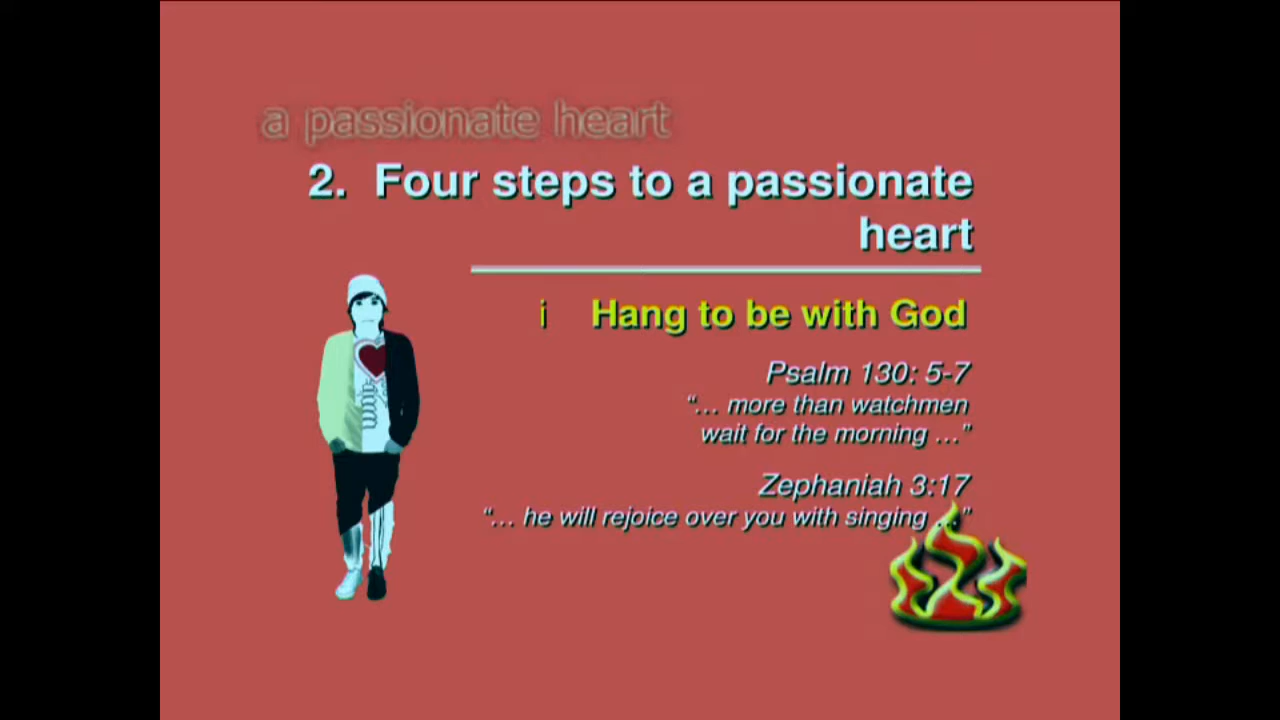 a passionate heart
2. Four steps to a passionate
heart
i Hang to be with God
Psalm 130: 5-7
“… more than watchmen
wait for the morning …”
Zephaniah 3:17
“… he will rejoice over you with singing …”